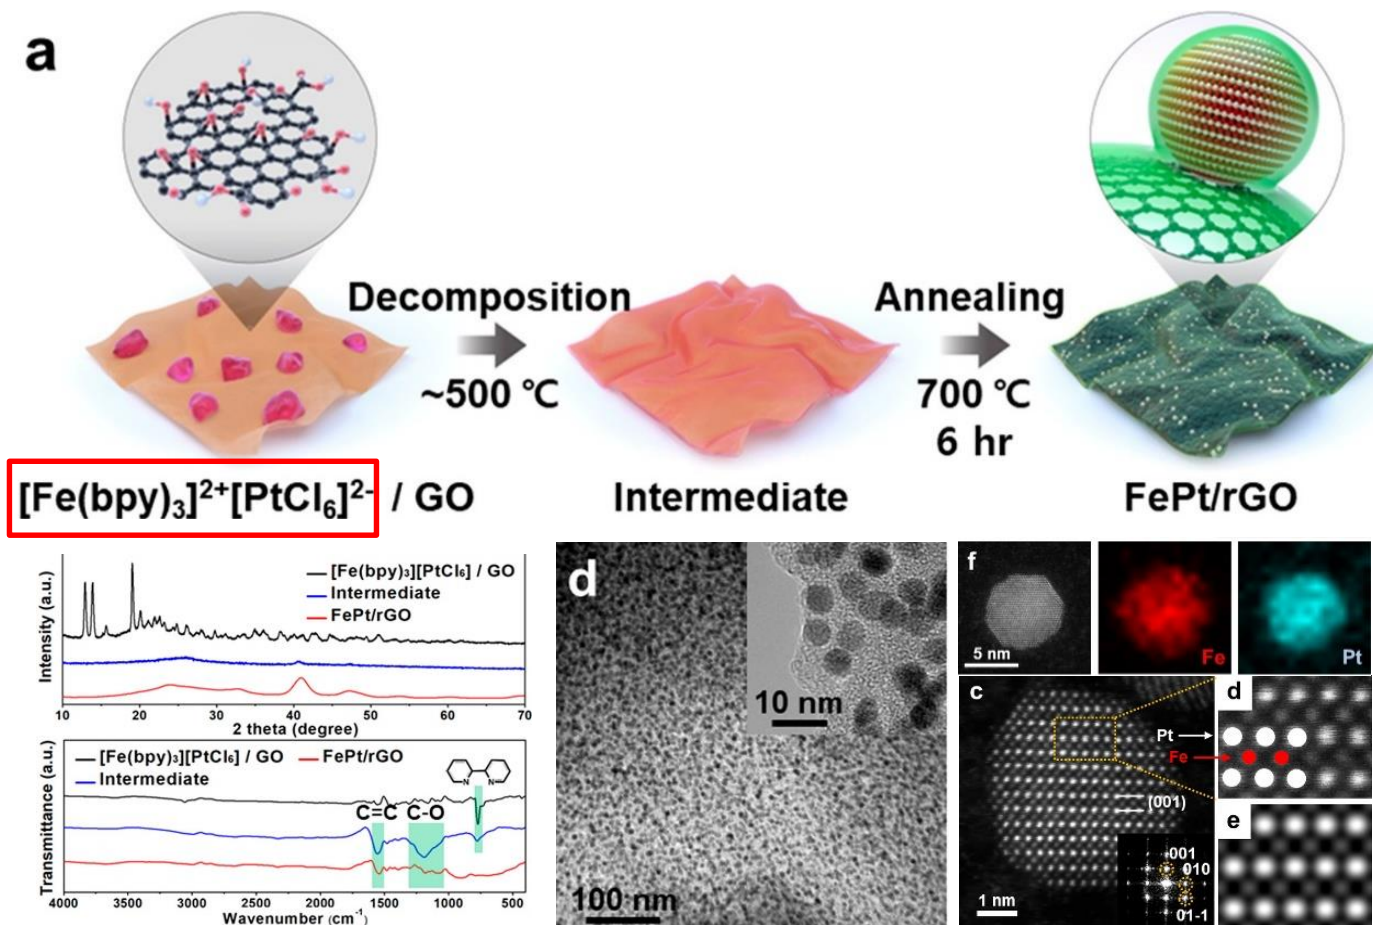 a
Decomposition
~500 ℃
Annealing
700 ℃
6 hr
[Fe(bpy)₃]²⁺[PtCl₆]²⁻ / GO
Intermediate
FePt/rGO
Intensity (a.u.)
[Fe(bpy)₃][PtCl₆] / GO
Intermediate
FePt/rGO
10 20 30 40 50 60 70
2 theta (degree)
Transmittance (a.u.)
[Fe(bpy)₃][PtCl₆] / GO
FePt/rGO
Intermediate
N N
C=C
C-O
4000 3500 3000 2500 2000 1500 1000 500
Wavenumber (cm⁻¹)
d
10 nm
100 nm
f
5 nm
Fe
Pt
c
(001)
001
010
01-1
1 nm
d
Pt
Fe
e